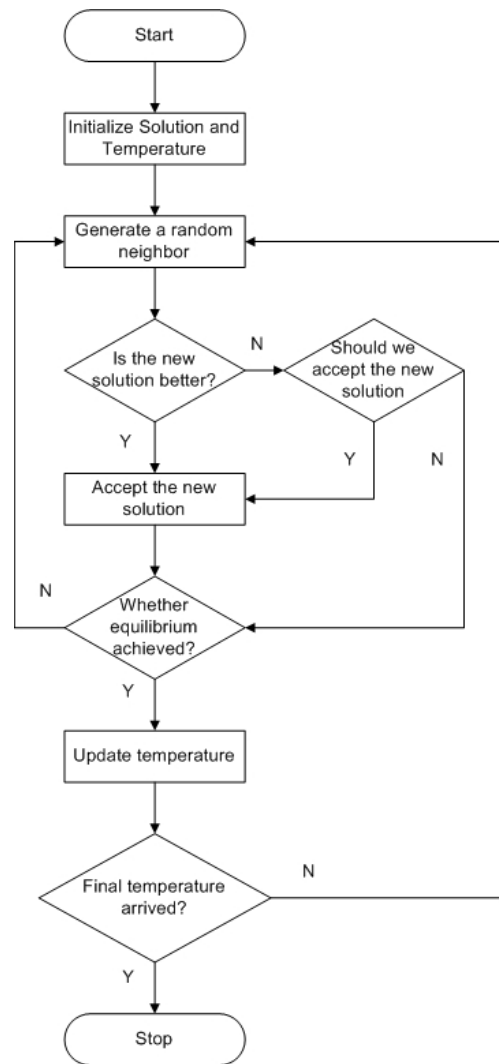 Start
Initialize Solution and
Temperature
Generate a random
neighbor
Is the new
solution better?
N
Should we
accept the new
solution
Y
Y
N
Accept the new
solution
N
Whether
equilibrium
achieved?
Y
Update temperature
Final temperature
arrived?
N
Y
Stop